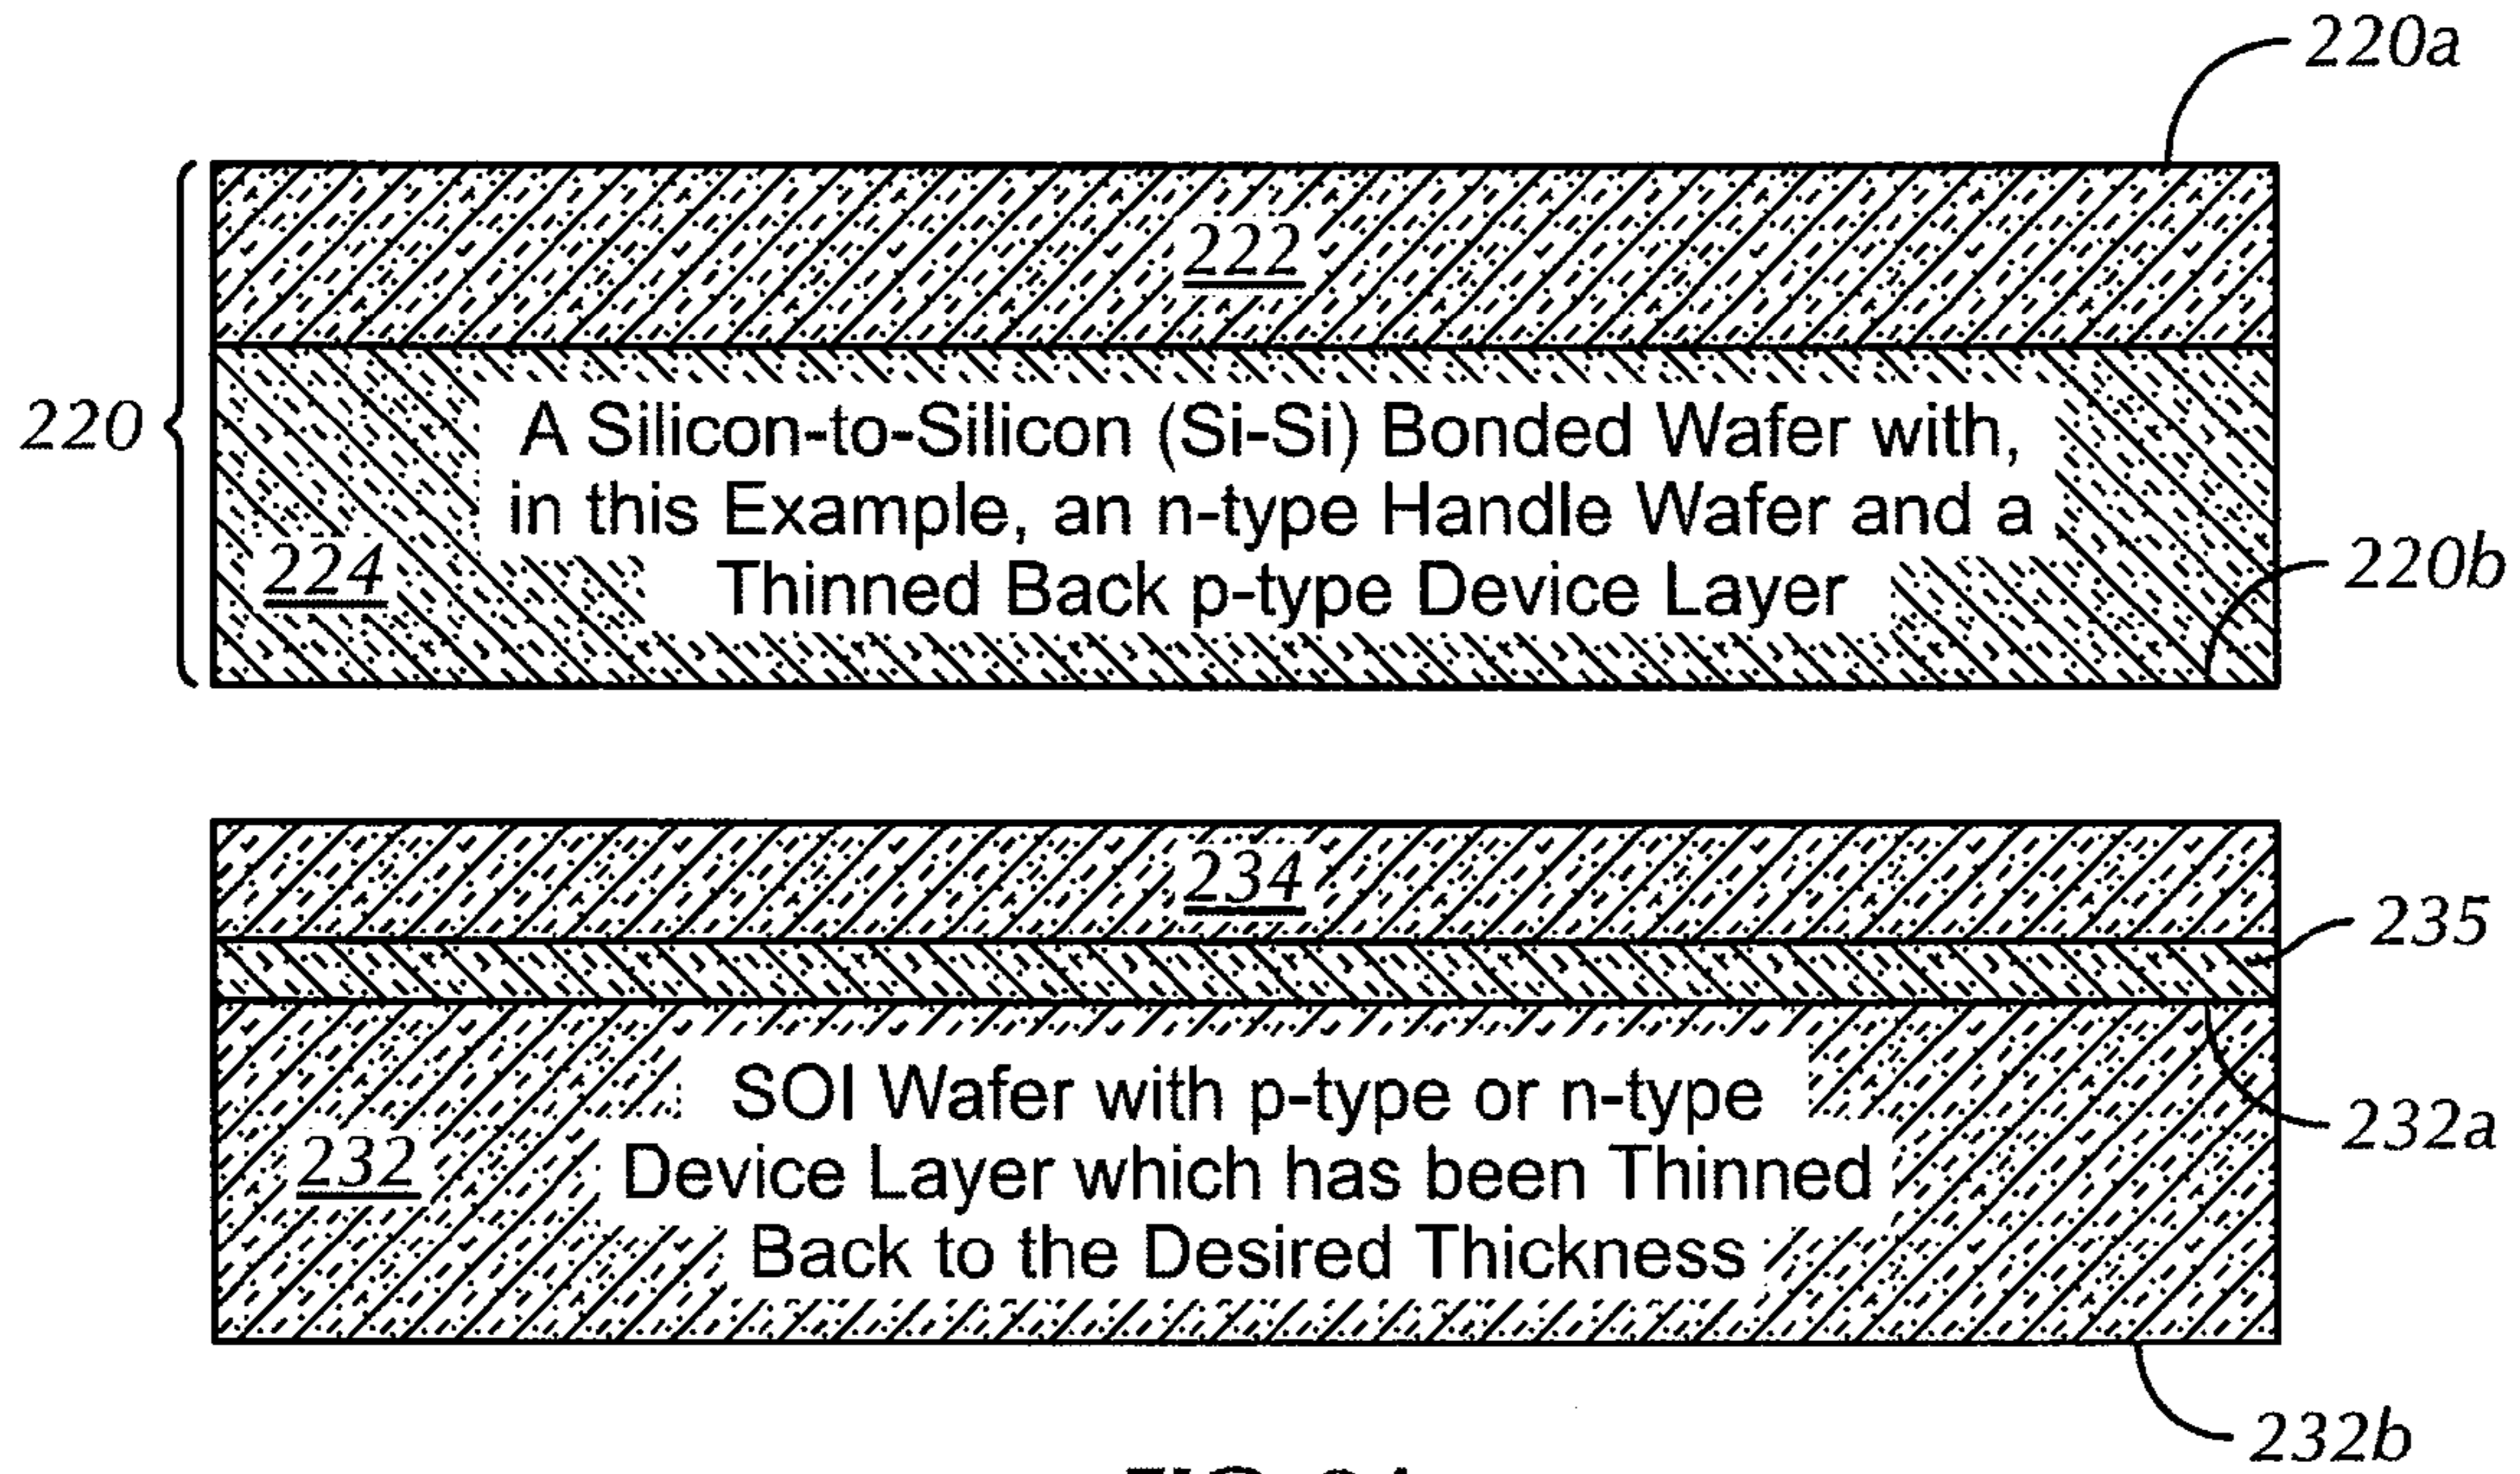 220a
222
220
A Silicon-to-Silicon (Si-Si) Bonded Wafer with,
in this Example, an n-type Handle Wafer and a
Thinned Back p-type Device Layer
224
220b
234
235
SOI Wafer with p-type or n-type
Device Layer which has been Thinned
Back to the Desired Thickness
232
232a
232b